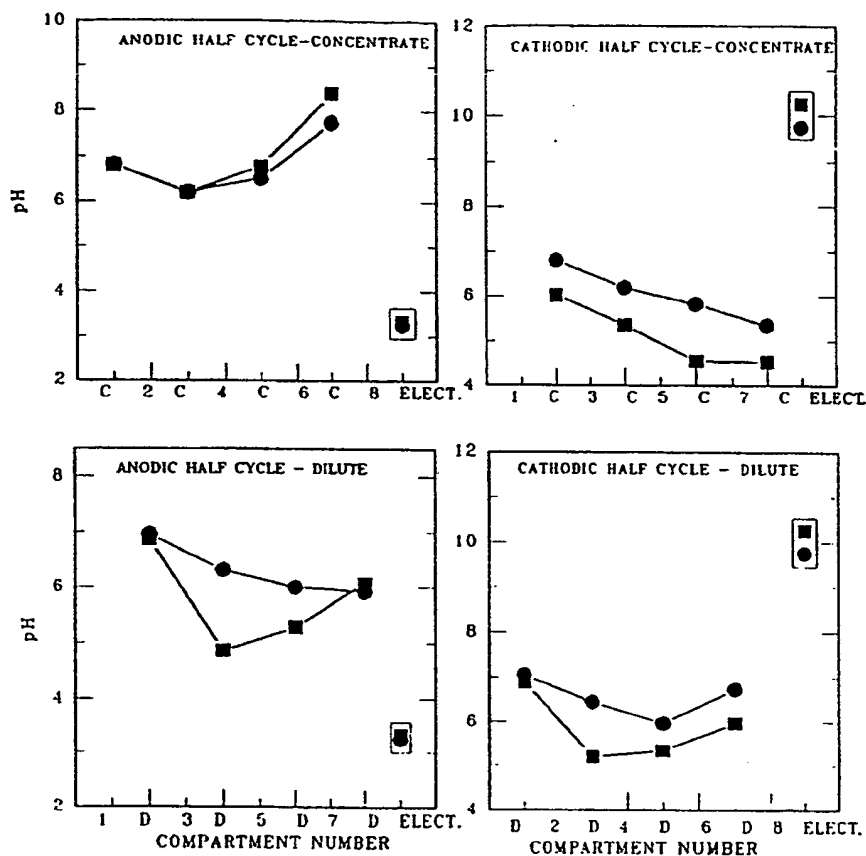 ANODIC HALF CYCLE-CONCENTRATE
10
8
6
4
2
pH
C 2 C 4 C 6 C 8 ELECT.
CATHODIC HALF CYCLE-CONCENTRATE
12
10
8
6
4
1 C 3 C 5 C 7 C ELECT.
ANODIC HALF CYCLE - DILUTE
8
6
4
2
pH
1 D 3 D 5 D 7 D ELECT.
COMPARTMENT NUMBER
CATHODIC HALF CYCLE - DILUTE
12
10
8
6
4
D 2 D 4 D 6 D 8 ELECT.
COMPARTMENT NUMBER